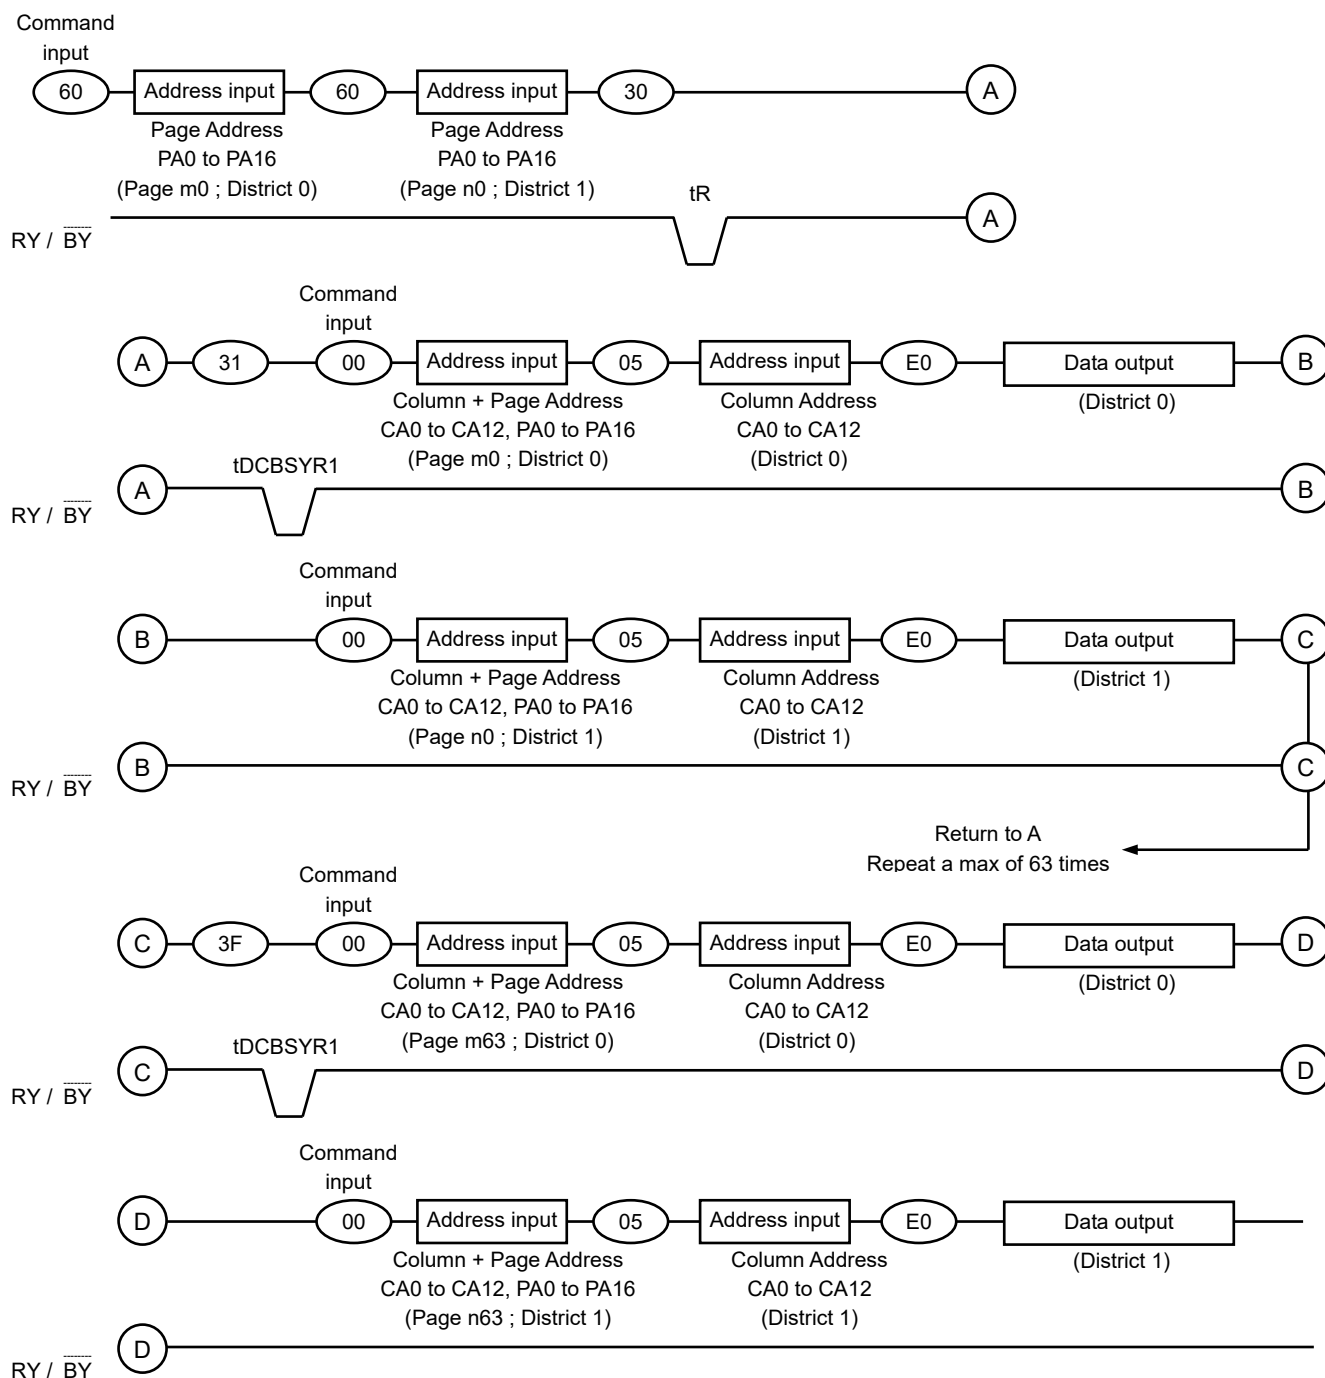 Command
input
60 Address input 60 Address input 30 A
Page Address Page Address
PA0 to PA16 PA0 to PA16
(Page m0 ; District 0) (Page n0 ; District 1) tR
A
RY / BY
Command
input
A 31 00 Address input 05 Address input E0 Data output B
Column + Page Address Column Address (District 0)
CA0 to CA12, PA0 to PA16 CA0 to CA12
(Page m0 ; District 0) (District 0)
tDCBSYR1
A B
RY / BY
Command
input
B 00 Address input 05 Address input E0 Data output C
Column + Page Address Column Address (District 1)
CA0 to CA12, PA0 to PA16 CA0 to CA12
(Page n0 ; District 1) (District 1)
B C
RY / BY
Return to A
Repeat a max of 63 times
Command
input
C 3F 00 Address input 05 Address input E0 Data output D
Column + Page Address Column Address (District 0)
CA0 to CA12, PA0 to PA16 CA0 to CA12
(Page m63 ; District 0) (District 0)
tDCBSYR1
C D
RY / BY
Command
input
D 00 Address input 05 Address input E0 Data output
Column + Page Address Column Address (District 1)
CA0 to CA12, PA0 to PA16 CA0 to CA12
(Page n63 ; District 1) (District 1)
D
RY / BY